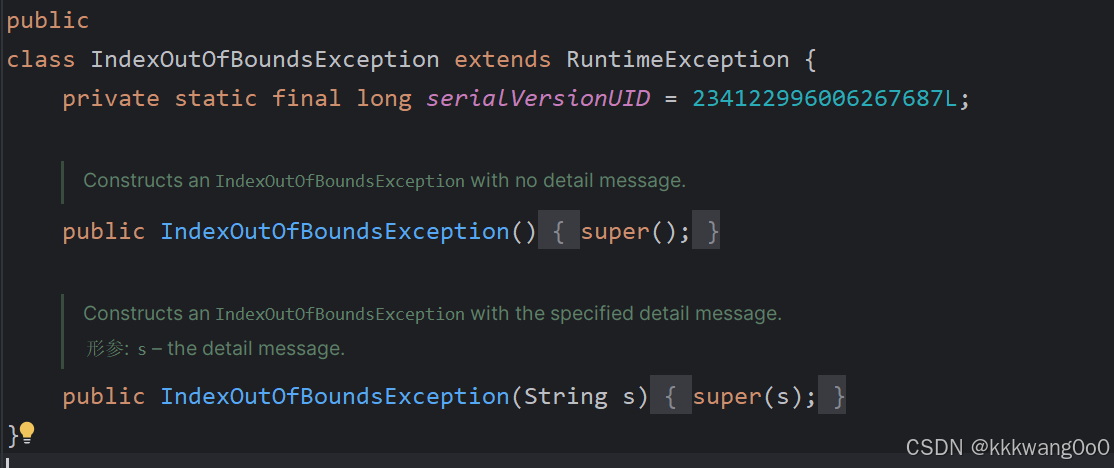 public
class IndexOutOfBoundsException extends RuntimeException {
private static final long serialVersionUID = 234122996006267687L;
Constructs an IndexOutOfBoundsException with no detail message.
public IndexOutOfBoundsException() { super(); }
Constructs an IndexOutOfBoundsException with the specified detail message.
形参: s – the detail message.
public IndexOutOfBoundsException(String s) { super(s); }
}
CSDN @kkkwang0o0